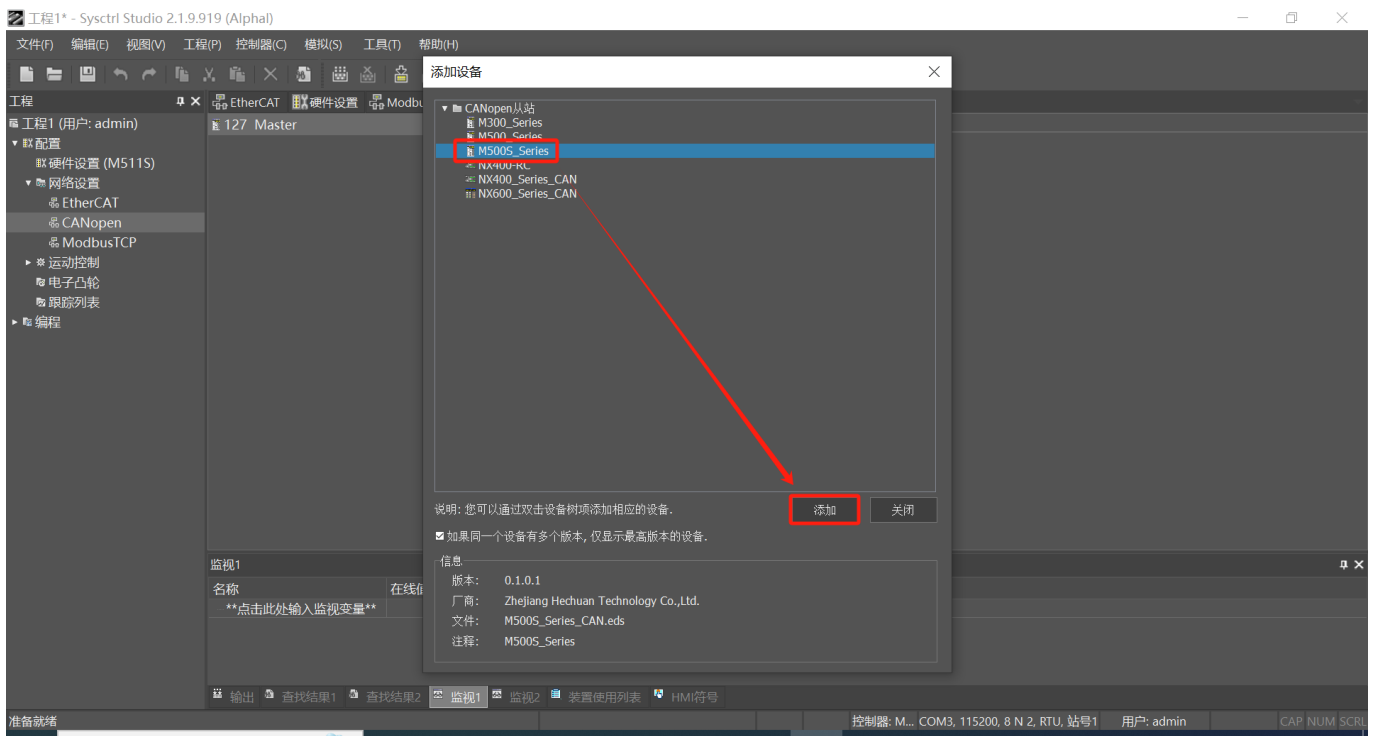 工程1* - Sysctrl Studio 2.1.9.919 (Alphal)
文件(F) 编辑(E) 视图(V) 工程(P) 控制器(C) 模拟(S) 工具(T) 帮助(H)
工程
EtherCAT 硬件设置 Modbu
工程1 (用户: admin)
配置
硬件设置 (M511S)
网络设置
EtherCAT
CANopen
ModbusTCP
运动控制
电子凸轮
跟踪列表
编程
127 Master
添加设备
CANopen从站
M300_Series
M500_Series
M500S_Series
NX400-RC
NX400_Series_CAN
NX600_Series_CAN
说明: 您可以通过双击设备树项添加相应的设备.
添加 关闭
如果同一个设备有多个版本, 仅显示最高版本的设备.
信息
版本: 0.1.0.1
厂商: Zhejiang Hechuan Technology Co.,Ltd.
文件: M500S_Series_CAN.eds
注释: M500S_Series
监视1
名称 在线值
**点击此处输入监视变量**
输出 查找结果1 查找结果2 监视1 监视2 装置使用列表 HMI符号
准备就绪 控制器: M... COM3, 115200, 8 N 2, RTU, 站号1 用户: admin CAP NUM SCRL